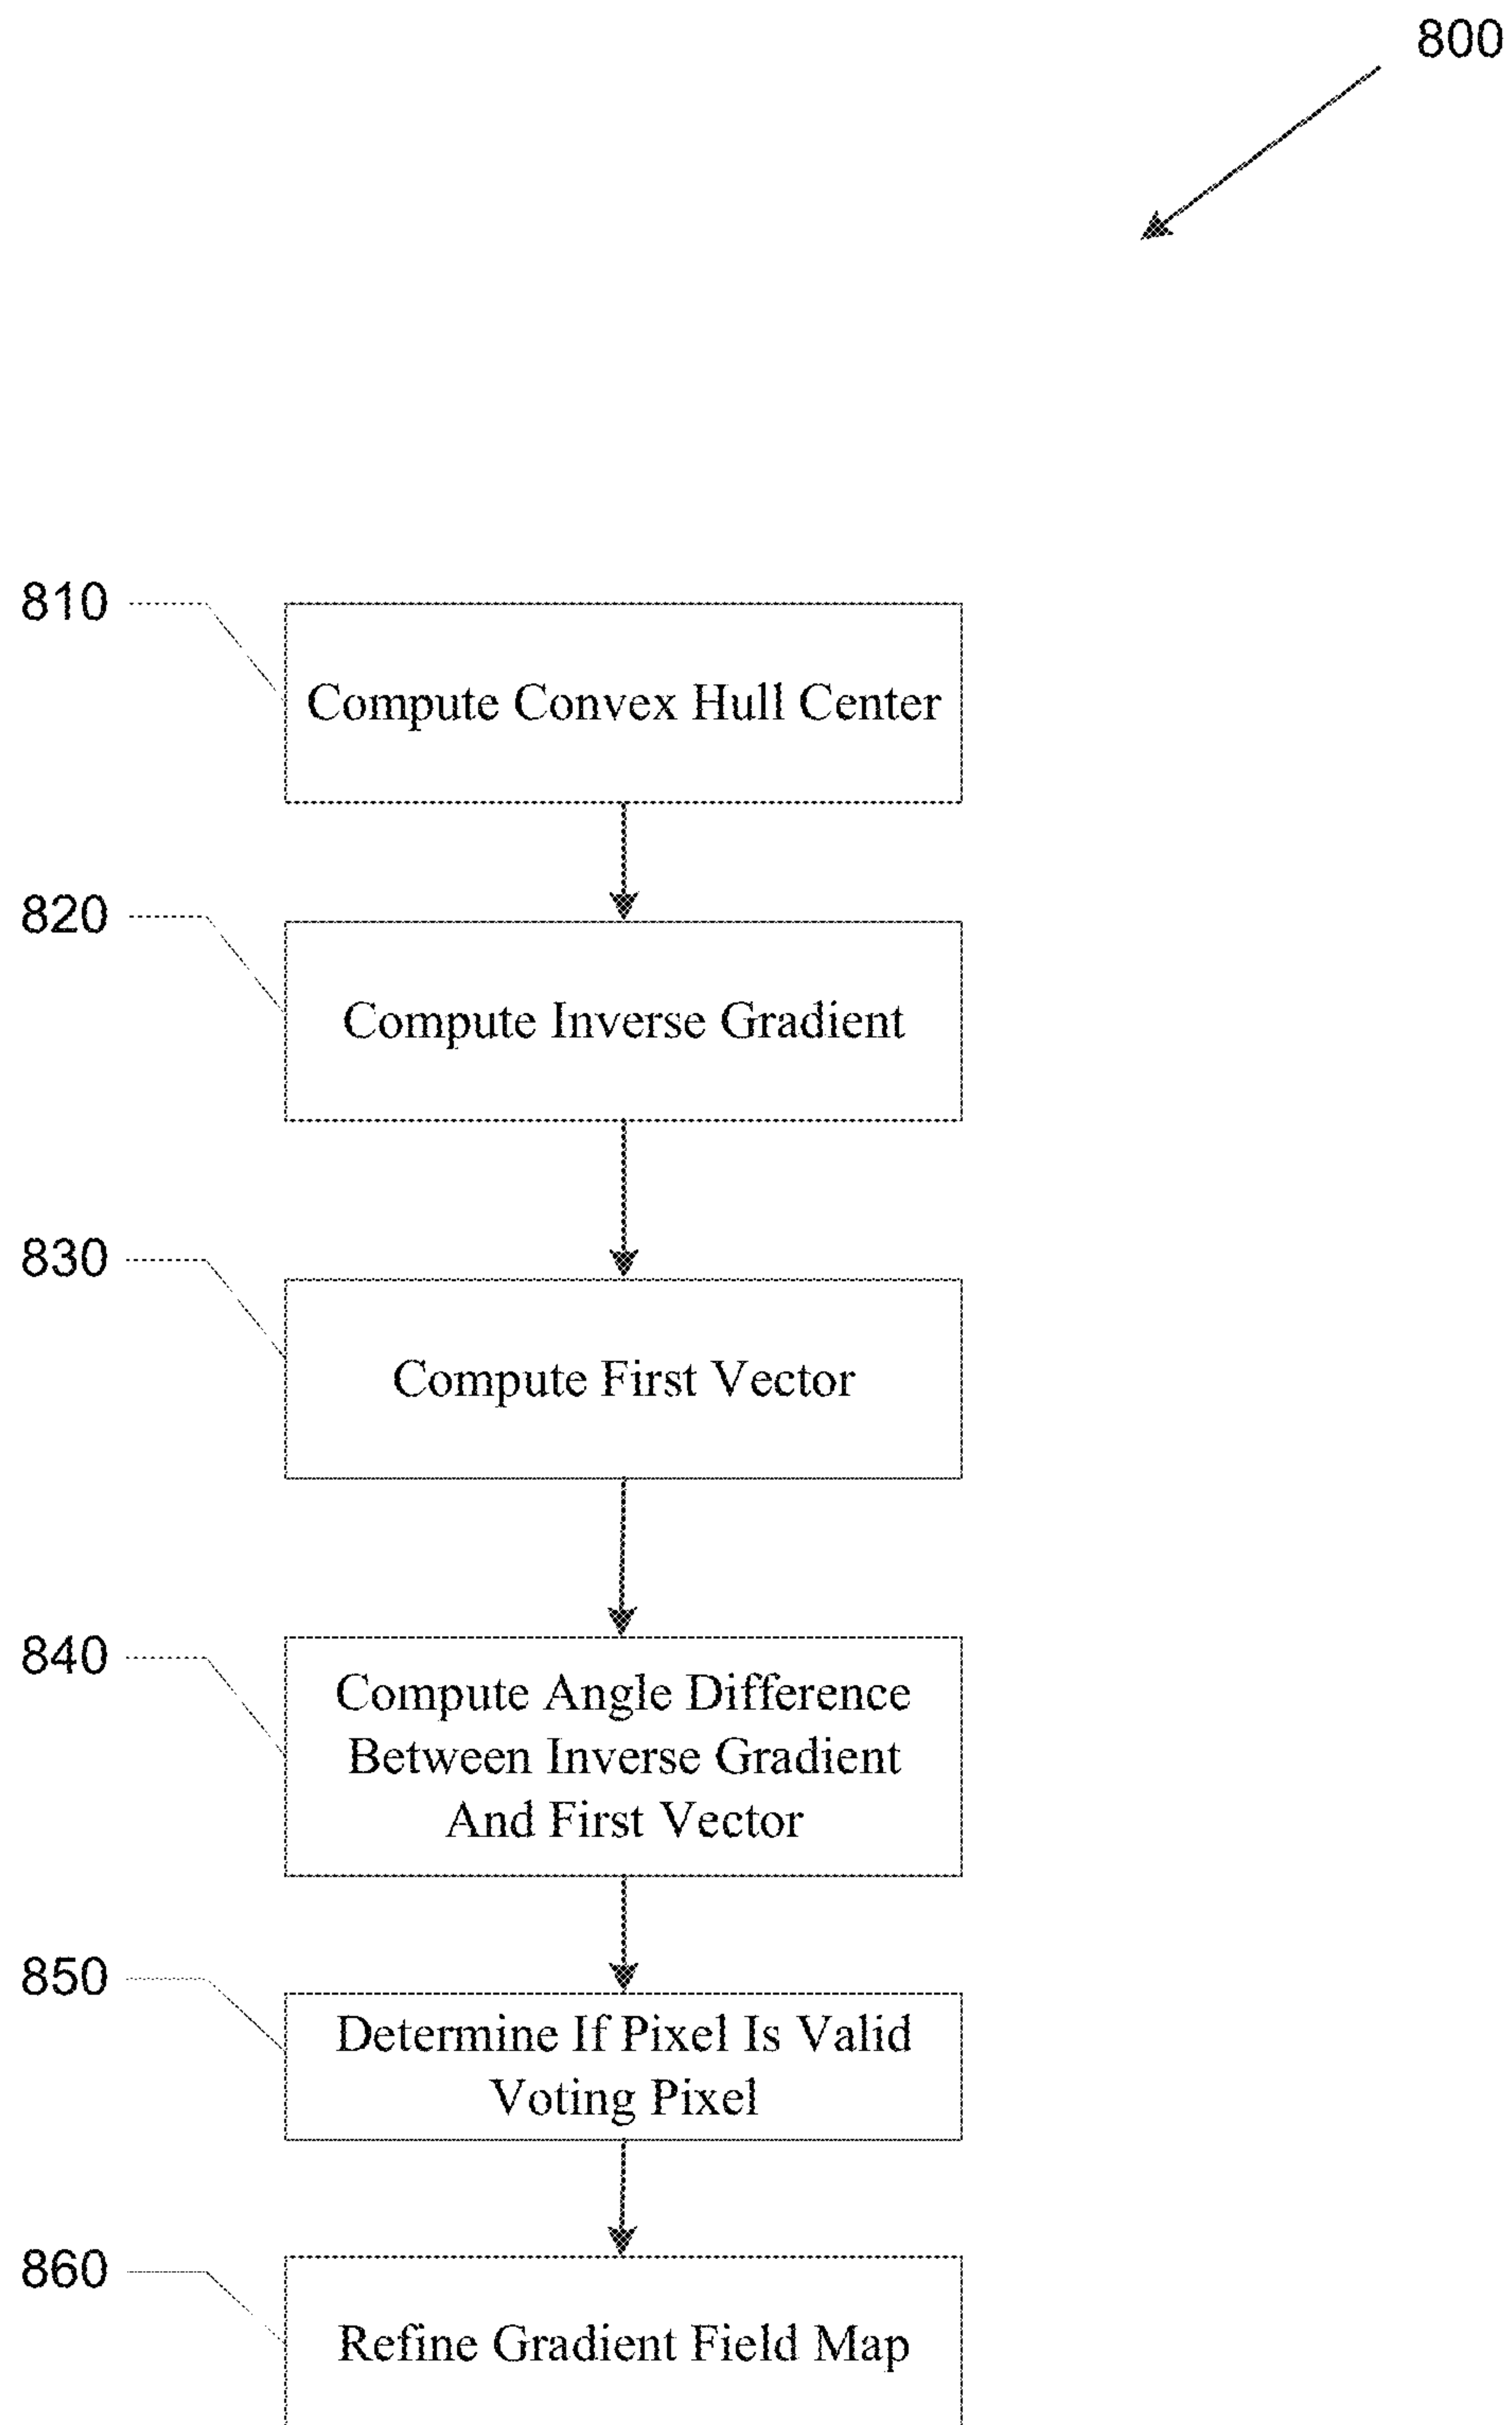 800
810
Compute Convex Hull Center
820
Compute Inverse Gradient
830
Compute First Vector
840
Compute Angle Difference
Between Inverse Gradient
And First Vector
850
Determine If Pixel Is Valid
Voting Pixel
860
Refine Gradient Field Map